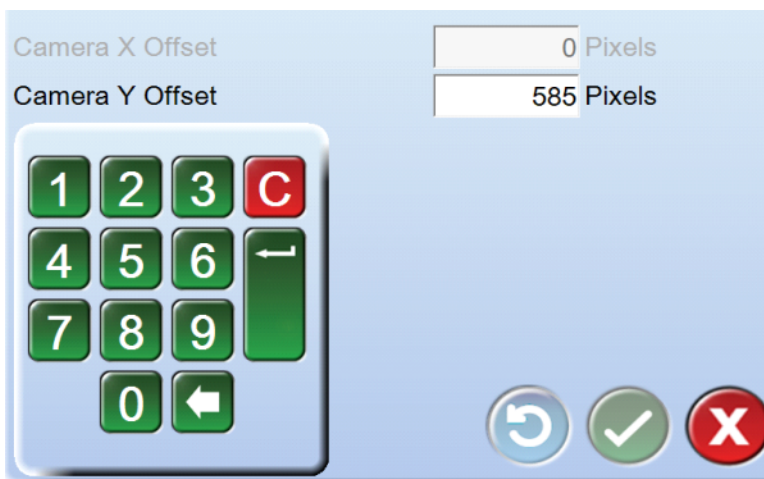 Camera X Offset 0 Pixels
Camera Y Offset 585 Pixels
1 2 3 C
4 5 6
7 8 9
0
X